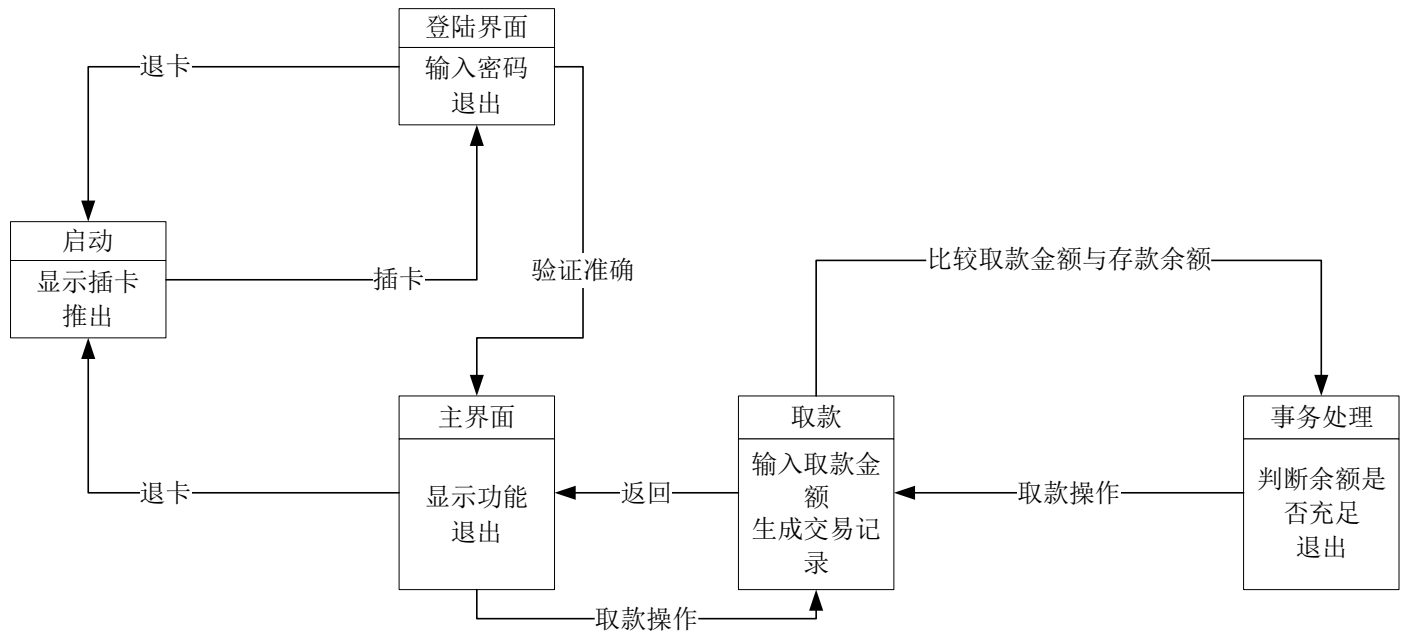 登陆界面
输入密码
退出
退卡
启动
显示插卡
推出
插卡
验证准确
比较取款金额与存款余额
主界面
显示功能
退出
退卡
返回
取款
输入取款金
额
生成交易记
录
取款操作
事务处理
判断余额是
否充足
退出
取款操作